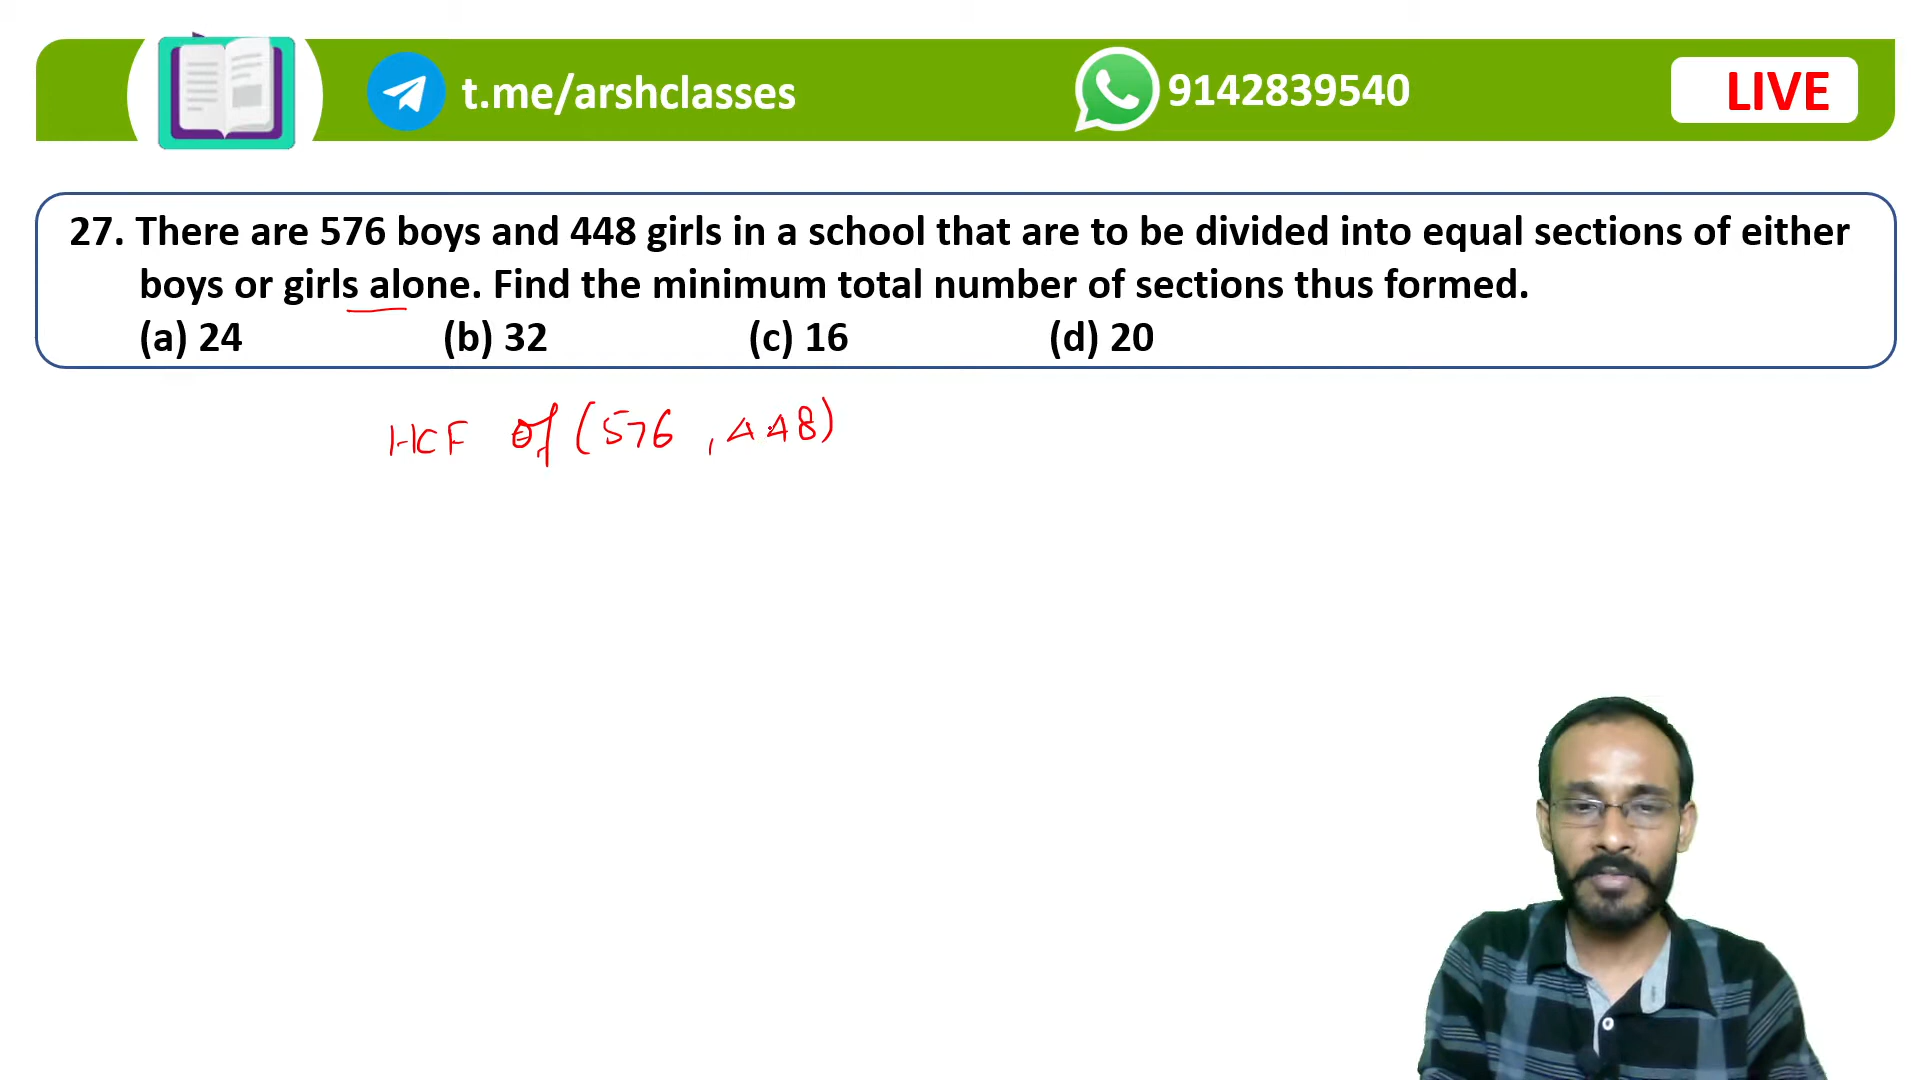 t.me/arshclasses
9142839540
LIVE
27. There are 576 boys and 448 girls in a school that are to be divided into equal sections of either
boys or girls alone. Find the minimum total number of sections thus formed.
(a) 24 (b) 32 (c) 16 (d) 20
HCF of (576 , 448)